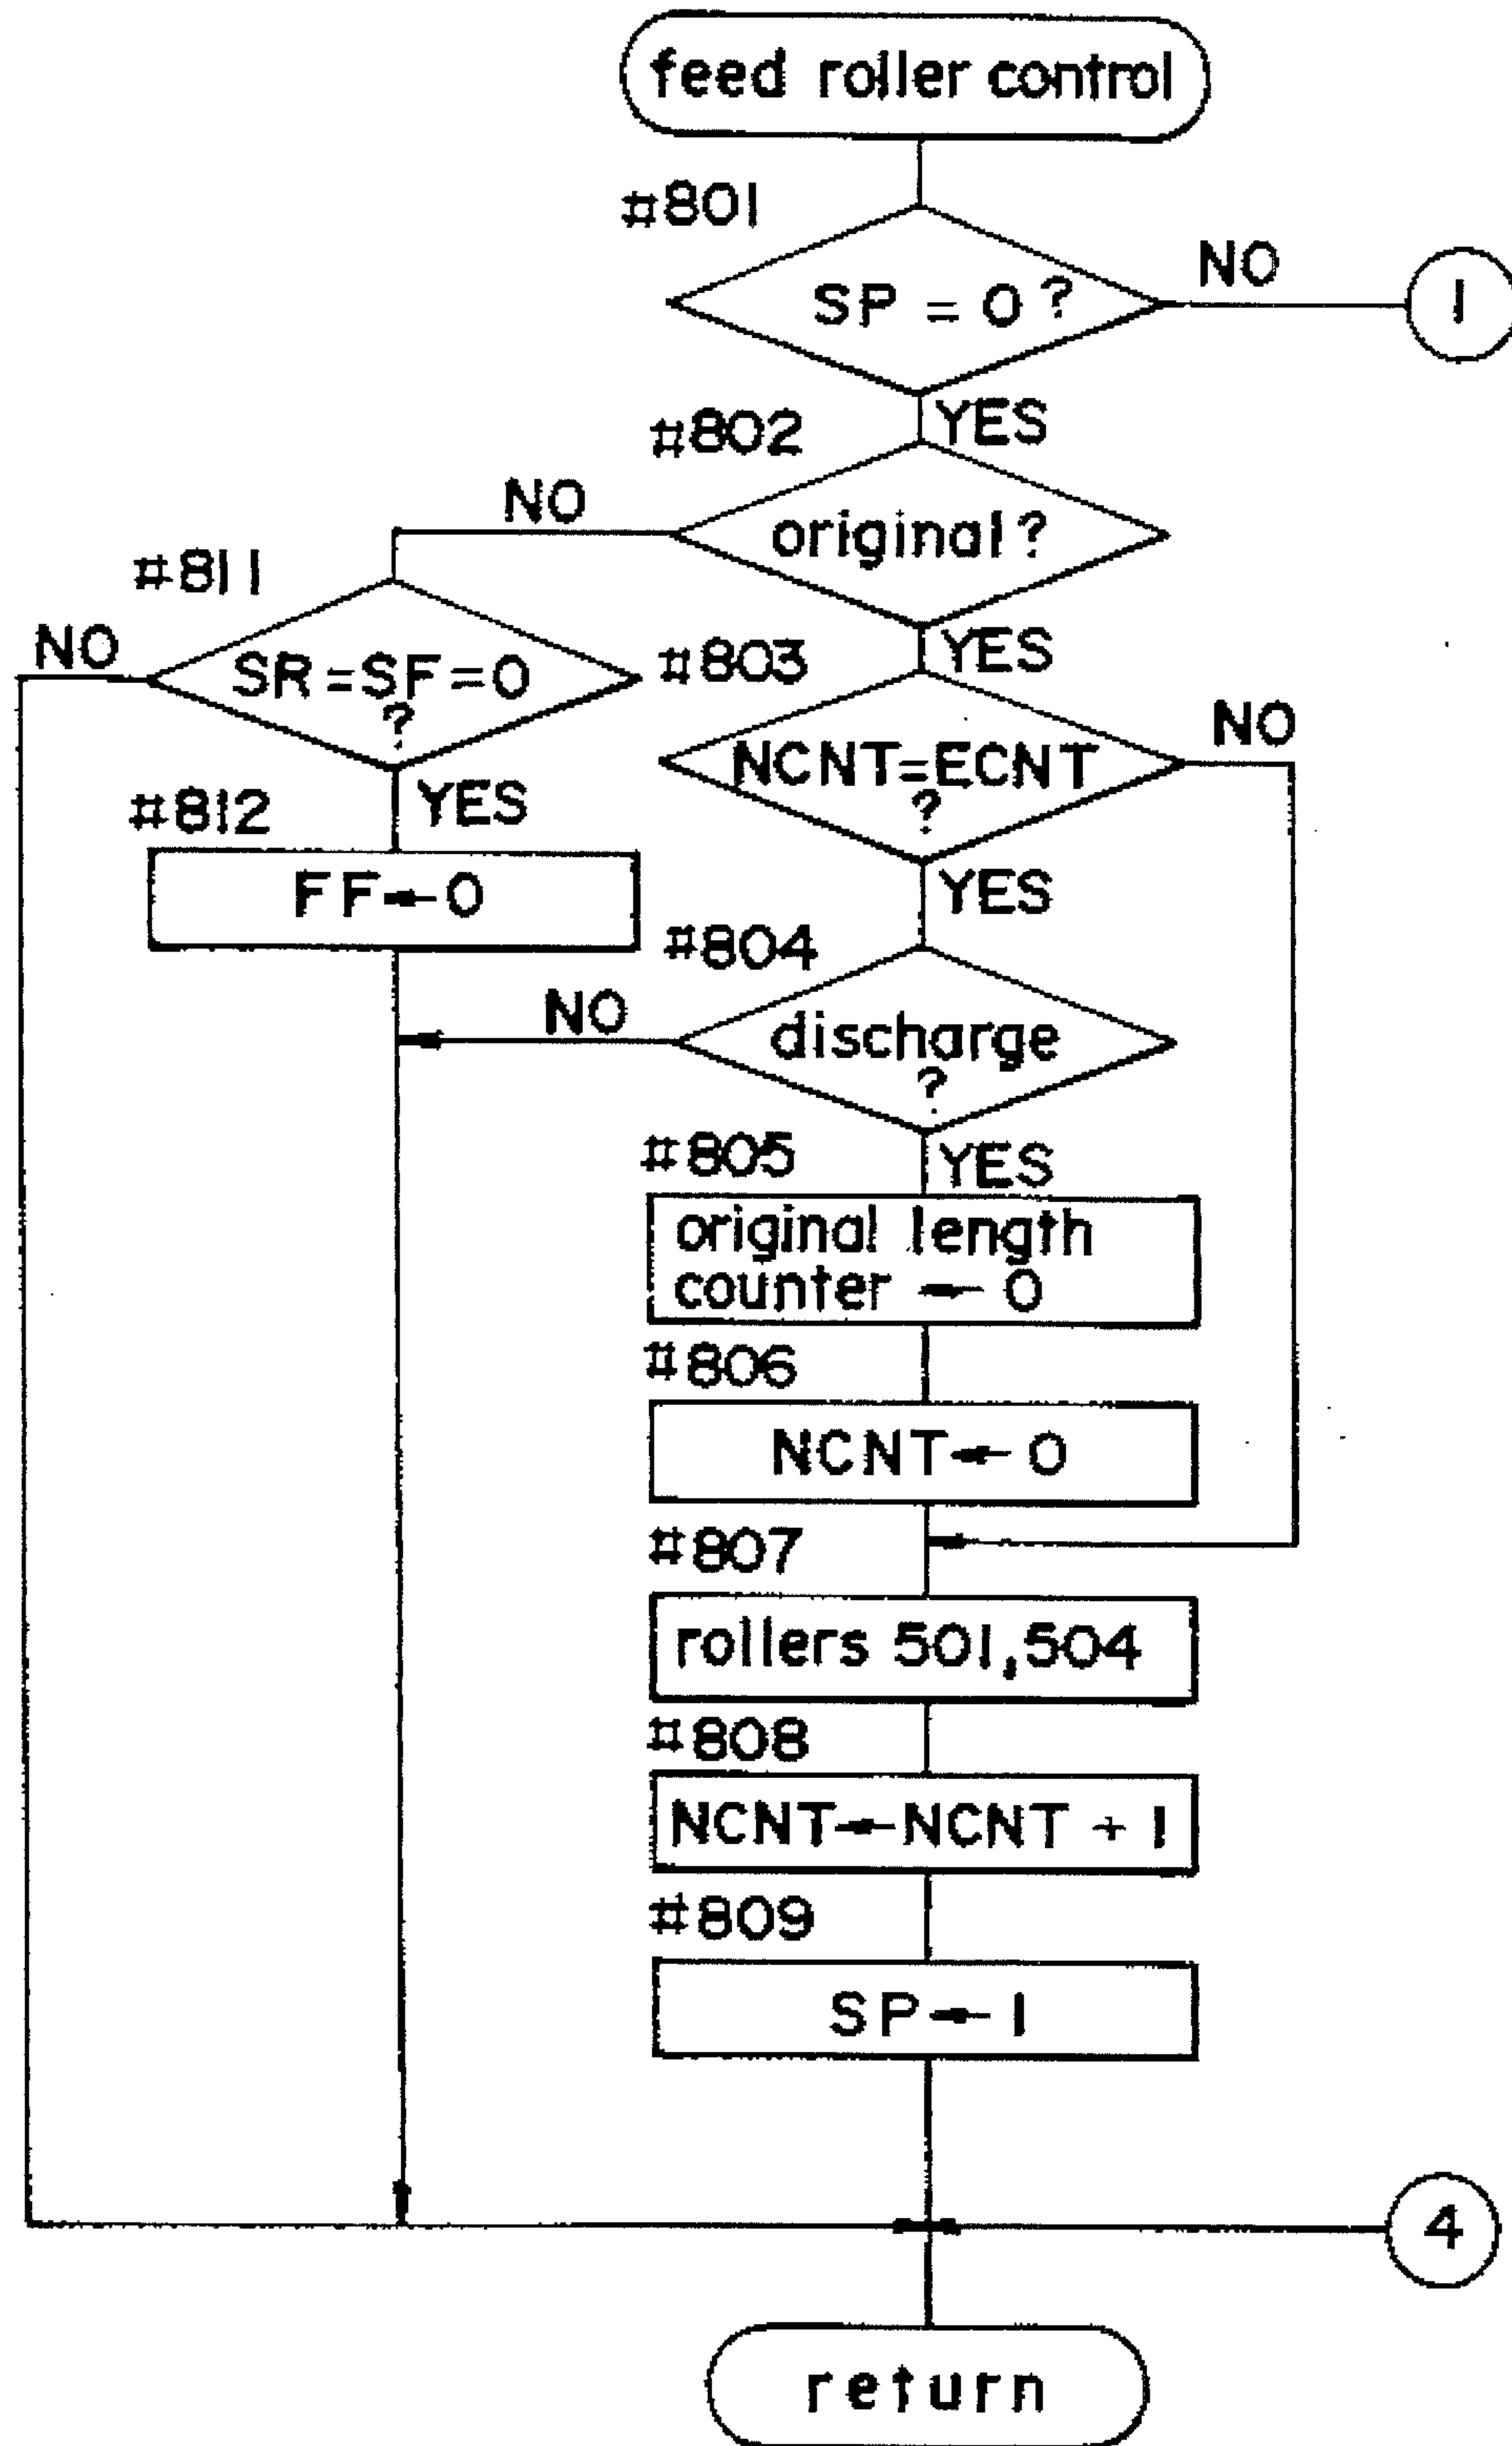 feed roller control
#801
SP = 0 ?
NO
1
YES
#802
original ?
NO
YES
#811
SR = SF = 0
?
NO
YES
#803
NCNT=ECNT
?
NO
YES
#812
FF ← 0
#804
discharge
?
NO
YES
#805
original length
counter ← 0
#806
NCNT ← 0
#807
rollers 501,504
#808
NCNT ← NCNT + 1
#809
SP ← 1
4
return